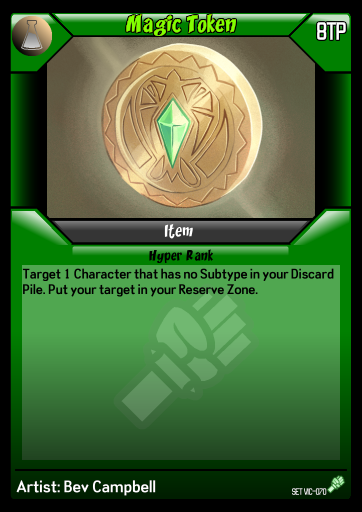 Magic Token
8TP
Item
Hyper Rank
Target 1 Character that has no Subtype in your Discard
Pile. Put your target in your Reserve Zone.
Artist: Bev Campbell
SET VIC-070